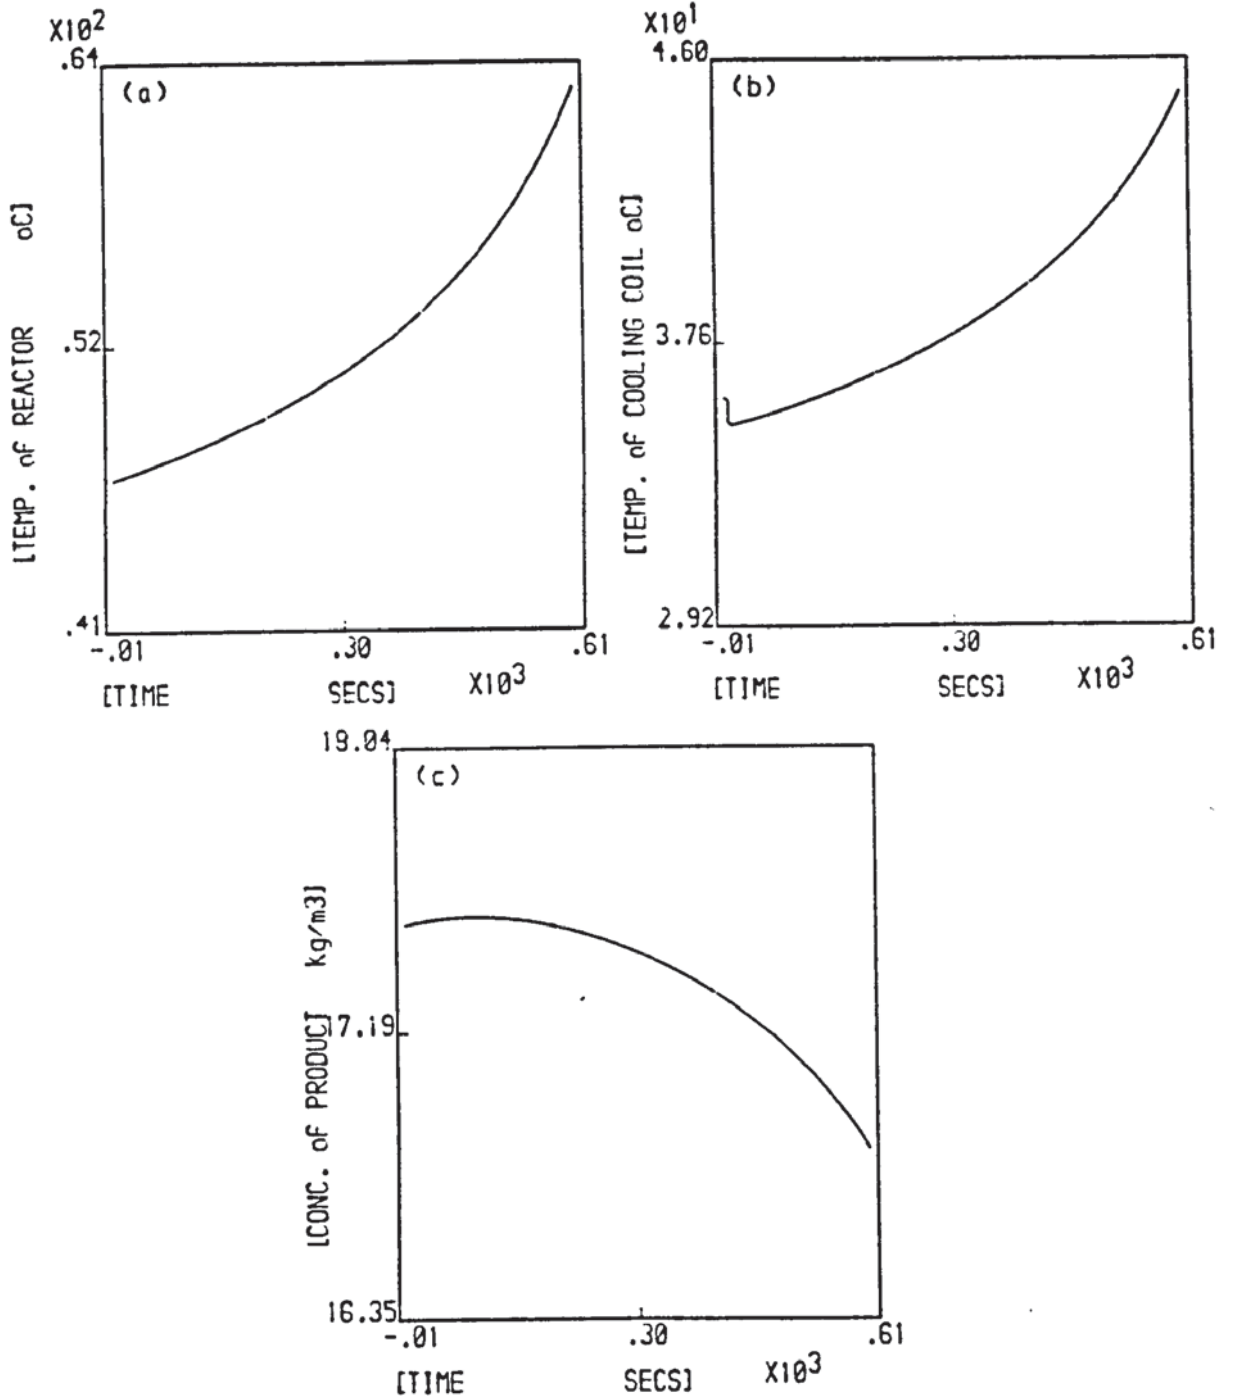 X10²
.64
(a)
[TEMP. of REACTOR oC]
.52
.41
-.01 .30 .61
[TIME SECS] X10³
X10¹
4.60
(b)
[TEMP. of COOLING COIL oC]
3.76
2.92
-.01 .30 .61
[TIME SECS] X10³
19.04
(c)
[CONC. of PRODUCT kg/m3]
17.19
16.35
-.01 .30 .61
[TIME SECS] X10³